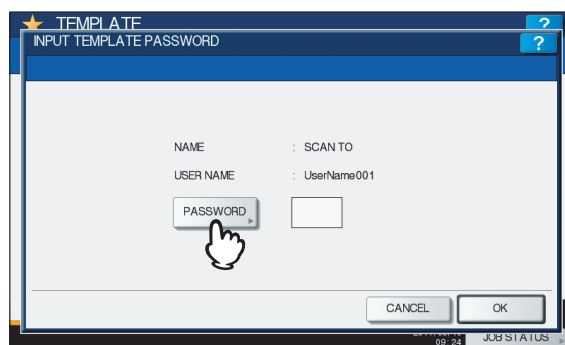 TEMPLATE
?
INPUT TEMPLATE PASSWORD
?
NAME : SCAN TO
USER NAME : UserName001
PASSWORD
CANCEL
OK
09:24
JOB STATUS